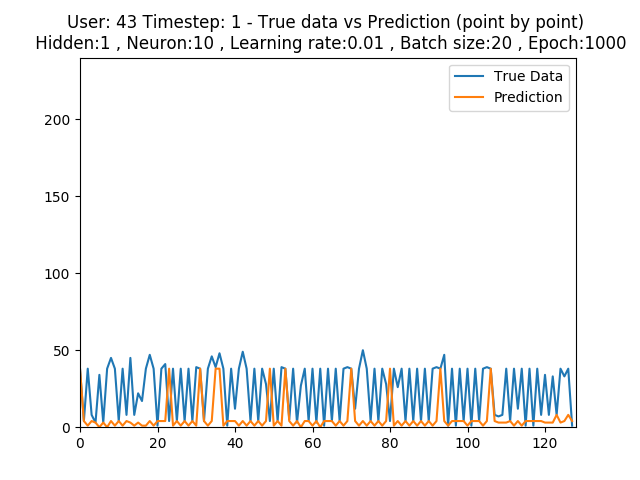 User: 43 Timestep: 1 - True data vs Prediction (point by point)
Hidden:1 , Neuron:10 , Learning rate:0.01 , Batch size:20 , Epoch:1000
True Data
Prediction
200
150
100
50
0
0 20 40 60 80 100 120